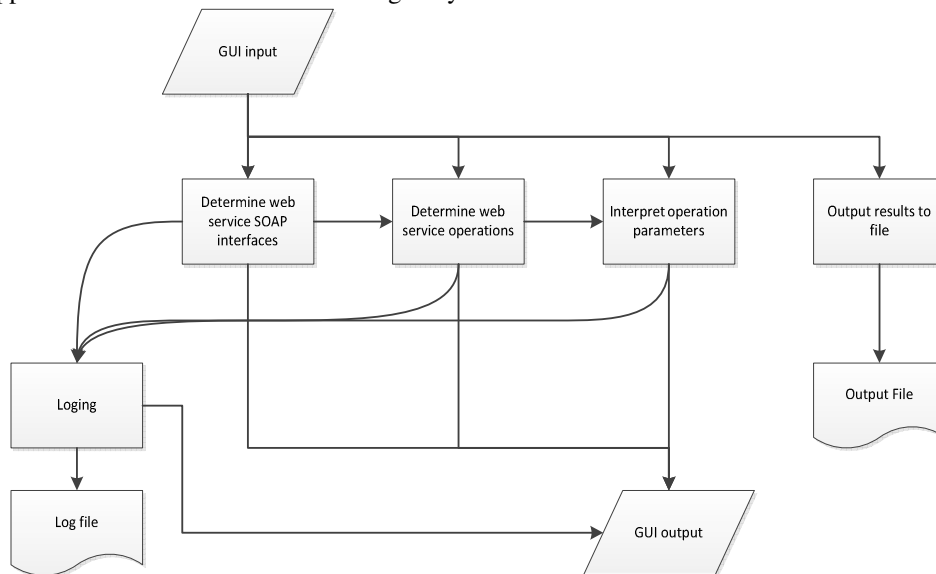 GUI input
Determine web
service SOAP
interfaces
Determine web
service operations
Interpret operation
parameters
Output results to
file
Loging
Output File
Log file
GUI output